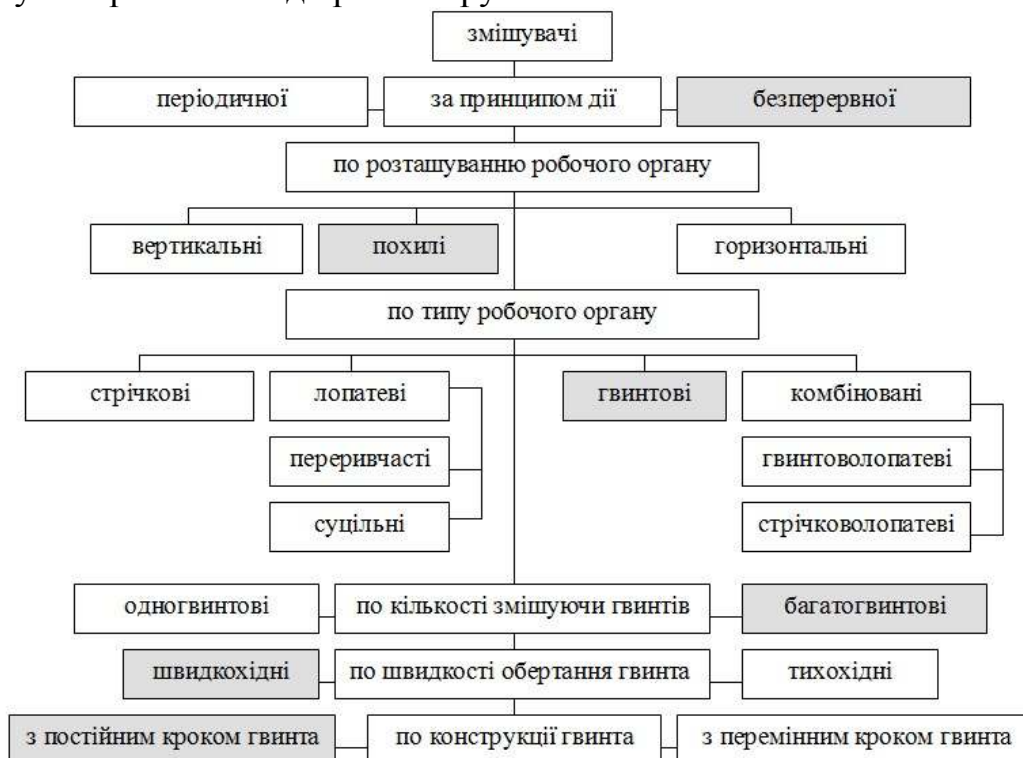 змішувачі
періодичної
за принципом дії
безперервної
по розташуванню робочого органу
вертикальні
похилі
горизонтальні
по типу робочого органу
стрічкові
лопатеві
гвинтові
комбіновані
переривчасті
гвинтоволопатеві
суцільні
стрічковолопатеві
одногвинтові
по кількості змішуючи гвинтів
багатогвинтові
швидкохідні
по швидкості обертання гвинта
тихохідні
з постійним кроком гвинта
по конструкції гвинта
з перемінним кроком гвинта